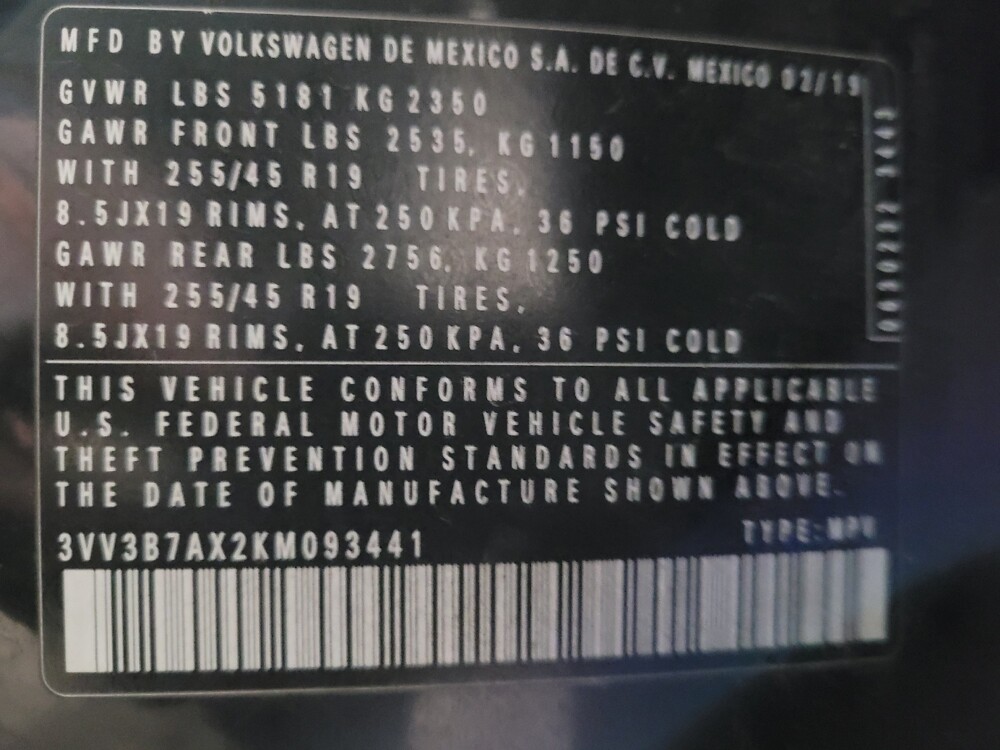 MFD BY VOLKSWAGEN DE MEXICO S.A. DE C.V. MEXICO 02/19
GVWR LBS 5181 KG 2350
GAWR FRONT LBS 2535, KG 1150
WITH 255/45 R19 TIRES,
8.5JX19 RIMS, AT 250 KPA, 36 PSI COLD
GAWR REAR LBS 2756, KG 1250
WITH 255/45 R19 TIRES,
8.5JX19 RIMS, AT 250 KPA, 36 PSI COLD
THIS VEHICLE CONFORMS TO ALL APPLICABLE
U.S. FEDERAL MOTOR VEHICLE SAFETY AND
THEFT PREVENTION STANDARDS IN EFFECT ON
THE DATE OF MANUFACTURE SHOWN ABOVE.
3VV3B7AX2KM093441
TYPE:MPV